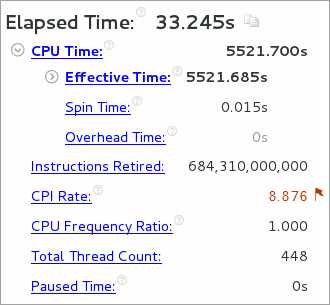 Elapsed Time: 33.245s
CPU Time: 5521.700s
Effective Time: 5521.685s
Spin Time: 0.015s
Overhead Time: 0s
Instructions Retired: 684,310,000,000
CPI Rate: 8.876
CPU Frequency Ratio: 1.000
Total Thread Count: 448
Paused Time: 0s